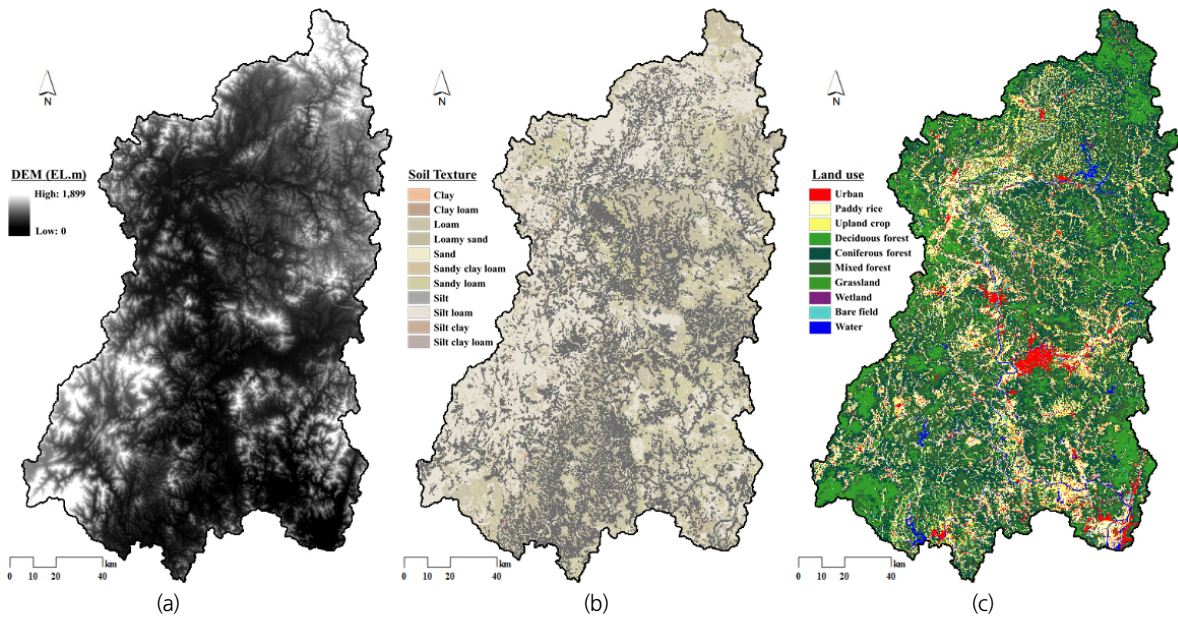 N
DEM (EL.m)
High: 1,899
Low: 0
0 10 20 40 km
(a)
N
Soil Texture
Clay
Clay loam
Loam
Loamy sand
Sand
Sandy clay loam
Sandy loam
Silt
Silt loam
Silt clay
Silt clay loam
0 10 20 40 km
(b)
N
Land use
Urban
Paddy rice
Upland crop
Deciduous forest
Coniferous forest
Mixed forest
Grassland
Wetland
Bare field
Water
0 10 20 40 km
(c)